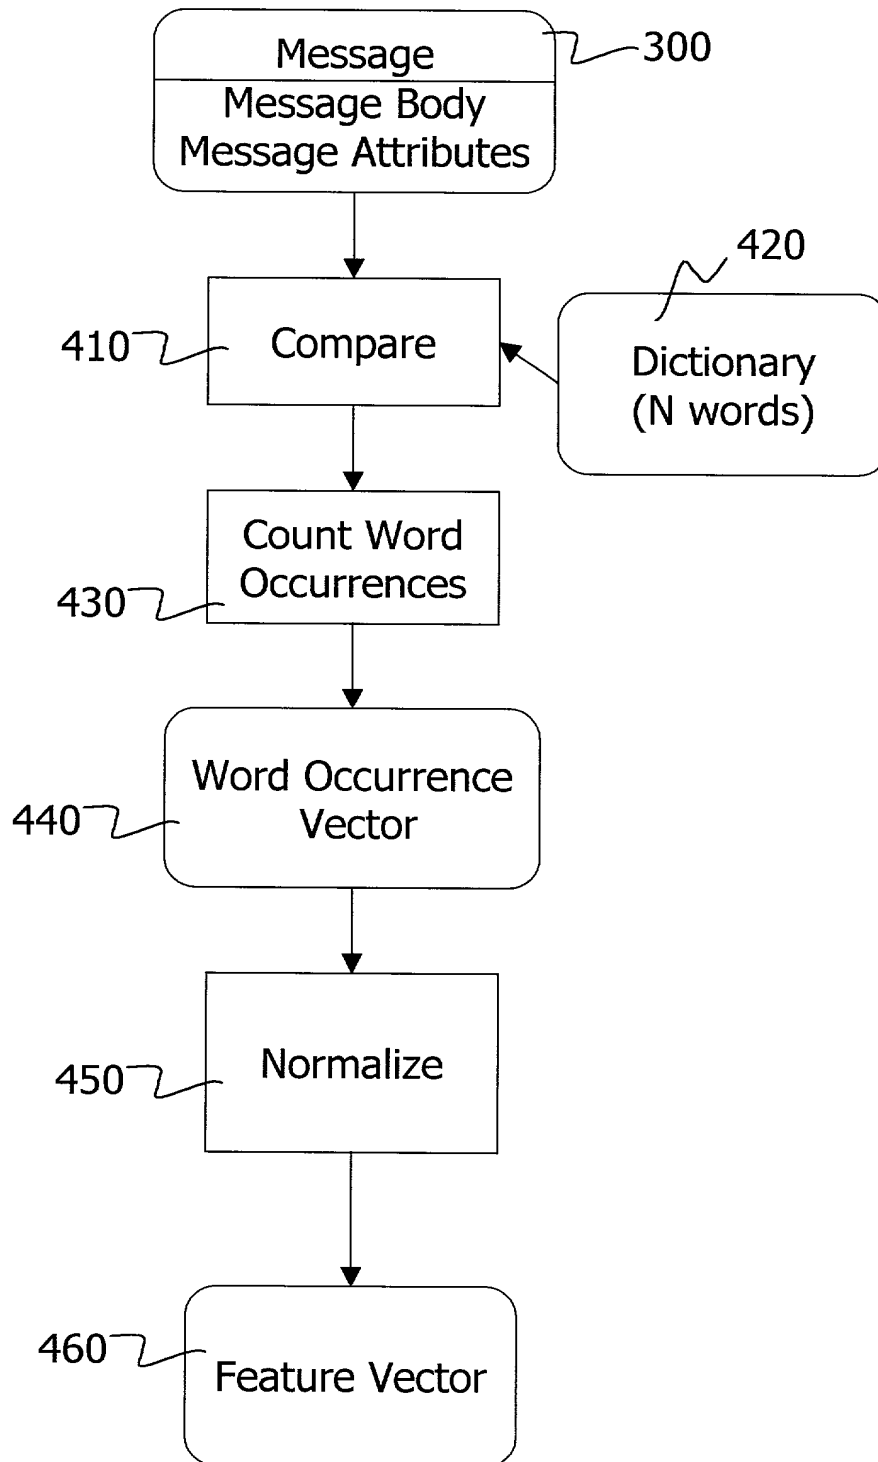 Message
300
Message Body
Message Attributes
420
410
Compare
Dictionary
(N words)
Count Word
Occurrences
430
Word Occurrence
Vector
440
Normalize
450
460
Feature Vector